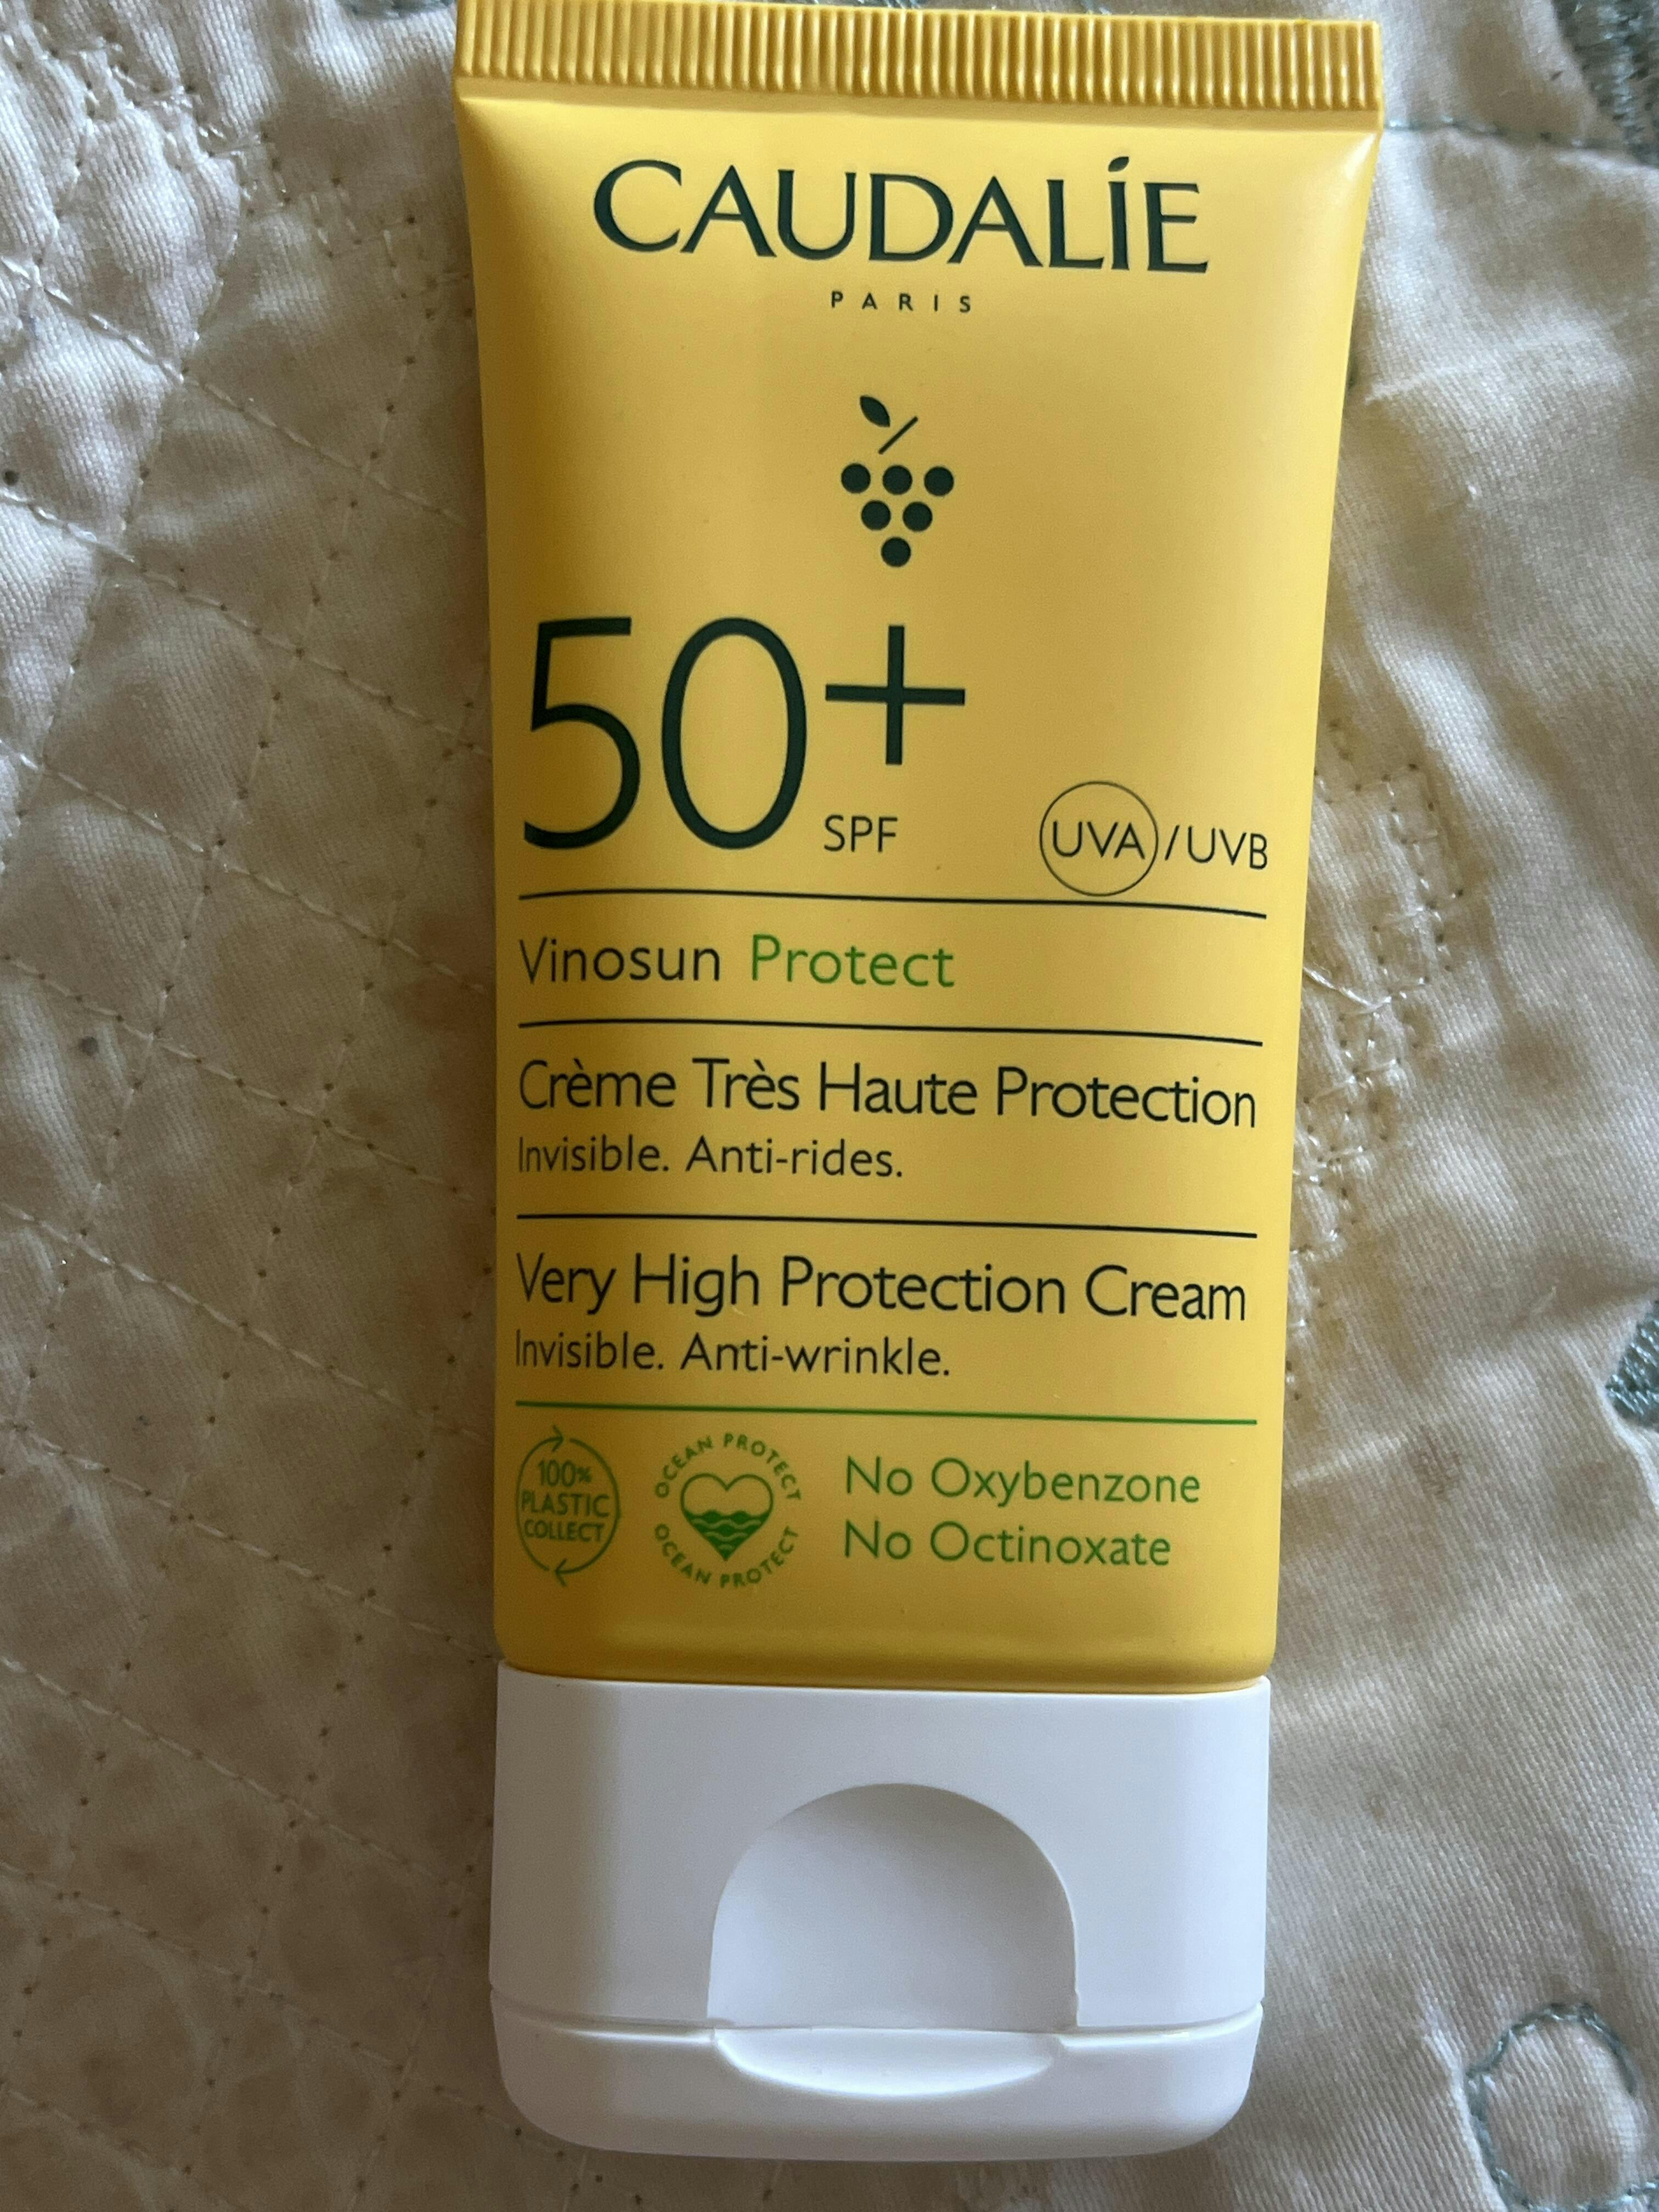 CAUDALÍE
PARIS
50+
SPF
UVA/UVB
Vinosun Protect
Crème Très Haute Protection
Invisible. Anti-rides.
Very High Protection Cream
Invisible. Anti-wrinkle.
100%
PLASTIC
COLLECT
OCEAN PROTECT
OCEAN PROTECT
No Oxybenzone
No Octinoxate